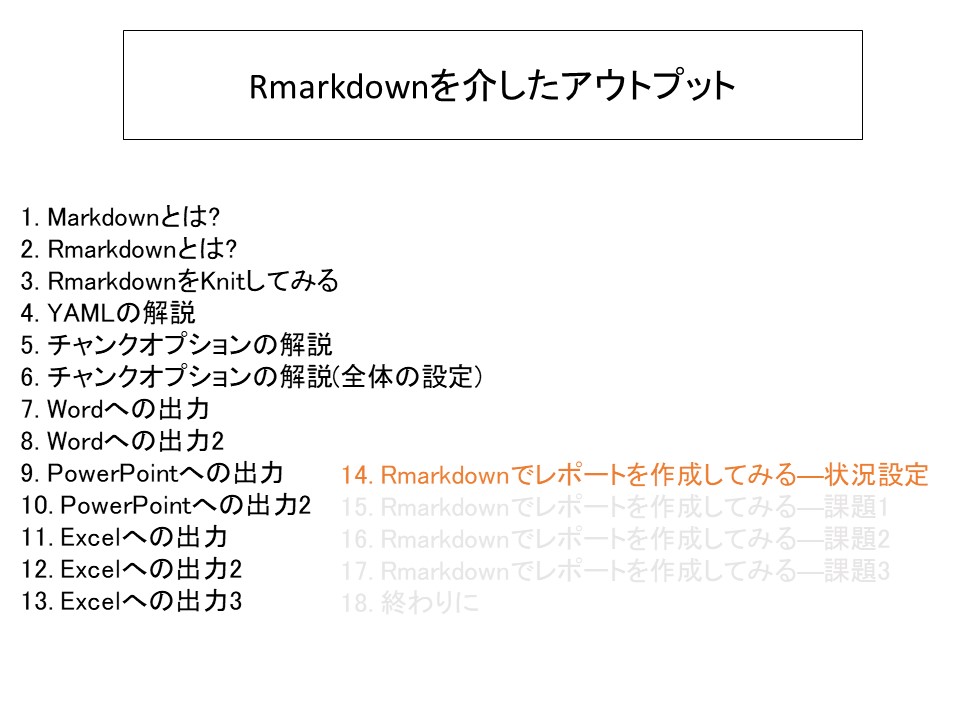 Rmarkdownを介したアウトプット
1. Markdownとは?
2. Rmarkdownとは?
3. RmarkdownをKnitしてみる
4. YAMLの解説
5. チャンクオプションの解説
6. チャンクオプションの解説(全体の設定)
7. Wordへの出力
8. Wordへの出力2
9. PowerPointへの出力
10. PowerPointへの出力2
11. Excelへの出力
12. Excelへの出力2
13. Excelへの出力3
14. Rmarkdownでレポートを作成してみる―状況設定
15. Rmarkdownでレポートを作成してみる―課題1
16. Rmarkdownでレポートを作成してみる―課題2
17. Rmarkdownでレポートを作成してみる―課題3
18. 終わりに